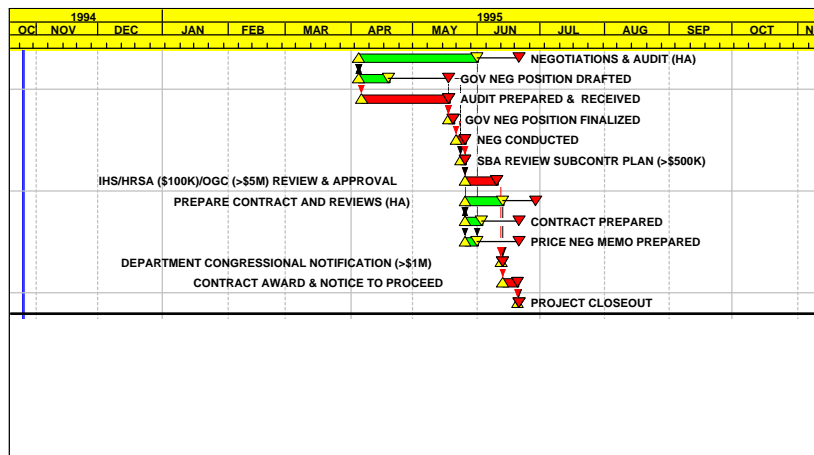 1994 1995
OC NOV DEC JAN FEB MAR APR MAY JUN JUL AUG SEP OCT N
NEGOTIATIONS & AUDIT (HA)
GOV NEG POSITION DRAFTED
AUDIT PREPARED & RECEIVED
GOV NEG POSITION FINALIZED
NEG CONDUCTED
SBA REVIEW SUBCONTR PLAN (>$500K)
IHS/HRSA ($100K)/OGC (>$5M) REVIEW & APPROVAL
PREPARE CONTRACT AND REVIEWS (HA)
CONTRACT PREPARED
PRICE NEG MEMO PREPARED
DEPARTMENT CONGRESSIONAL NOTIFICATION (>$1M)
CONTRACT AWARD & NOTICE TO PROCEED
PROJECT CLOSEOUT